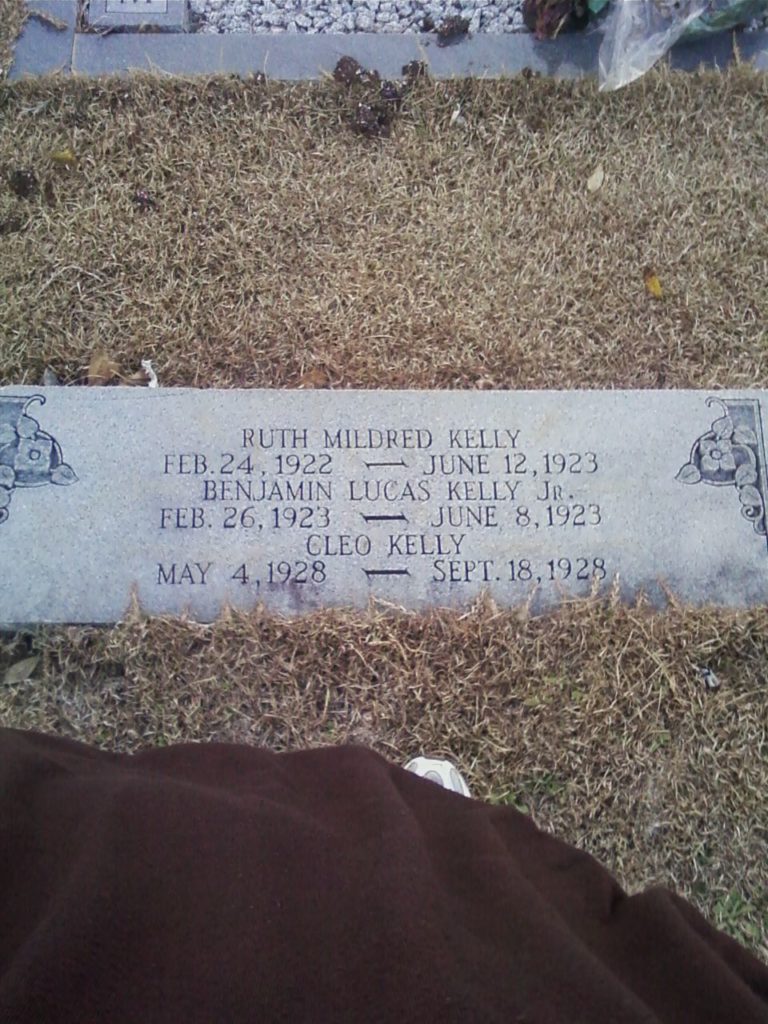 RUTH MILDRED KELLY
FEB. 24, 1922 — JUNE 12, 1923
BENJAMIN LUCAS KELLY JR.
FEB. 26, 1923 — JUNE 8, 1923
CLEO KELLY
MAY 4, 1928 — SEPT. 18, 1928